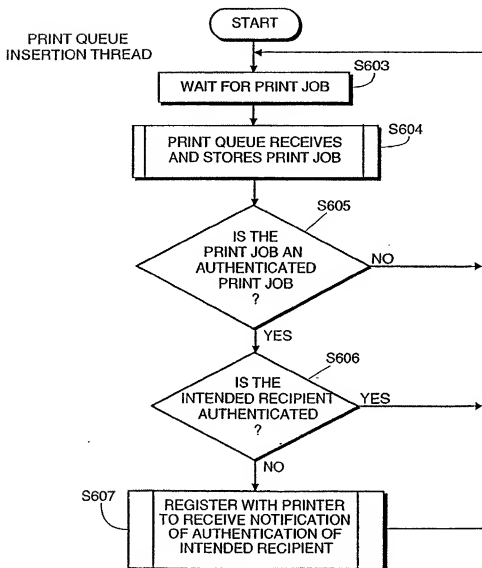 START
PRINT QUEUE
INSERTION THREAD
S603
WAIT FOR PRINT JOB
S604
PRINT QUEUE RECEIVES
AND STORES PRINT JOB
S605
IS THE
PRINT JOB AN
AUTHENTICATED
PRINT JOB
?
NO
YES
S606
IS THE
INTENDED RECIPIENT
AUTHENTICATED
?
YES
NO
S607
REGISTER WITH PRINTER
TO RECEIVE NOTIFICATION
OF AUTHENTICATION OF
INTENDED RECIPIENT